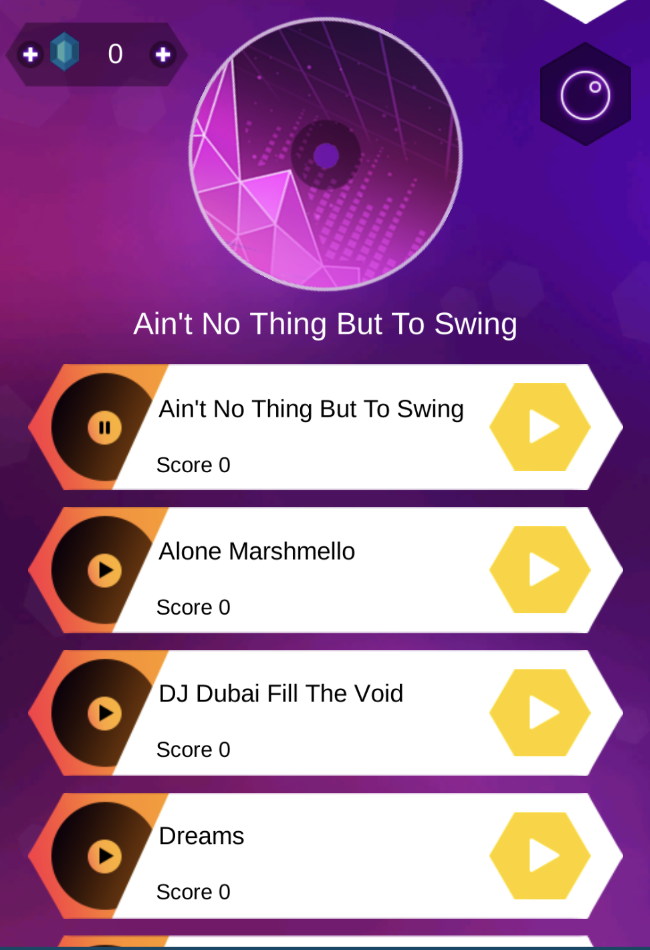 0
Ain't No Thing But To Swing
Ain't No Thing But To Swing
Score 0
Alone Marshmello
Score 0
DJ Dubai Fill The Void
Score 0
Dreams
Score 0